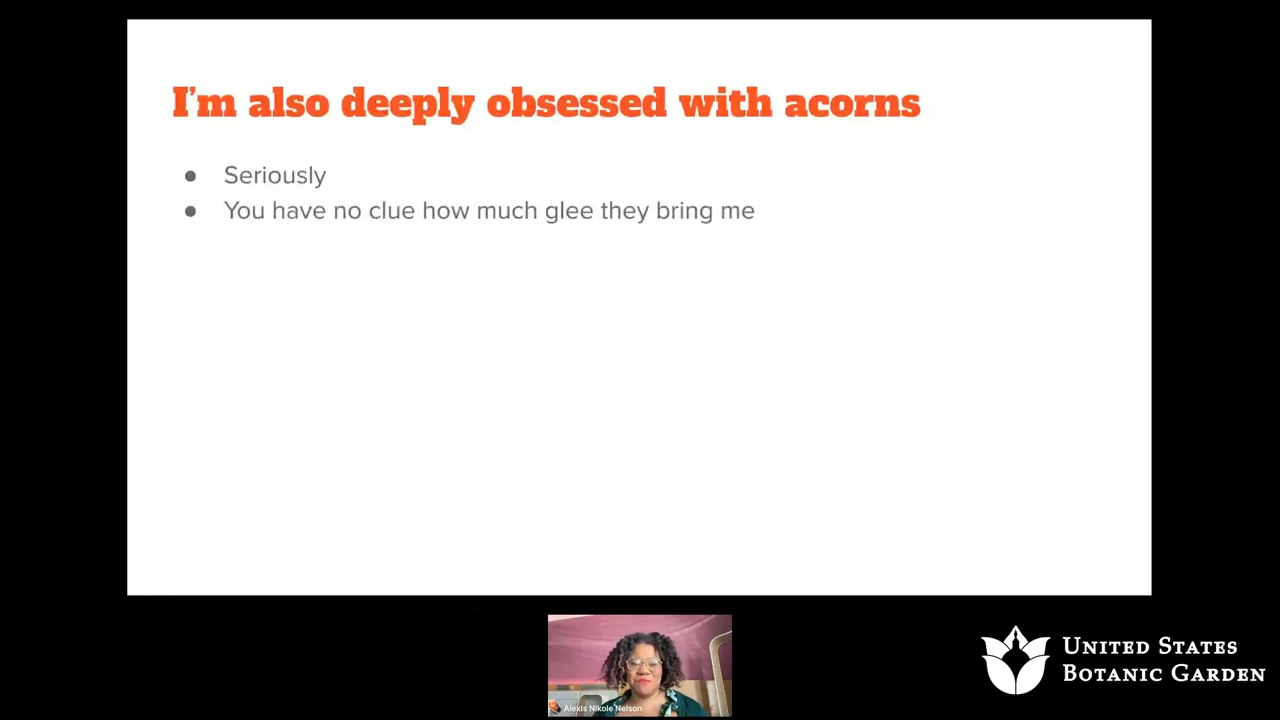 I'm also deeply obsessed with acorns
● Seriously
● You have no clue how much glee they bring me
Alexis Nikole Nelson
UNITED STATES
BOTANIC GARDEN